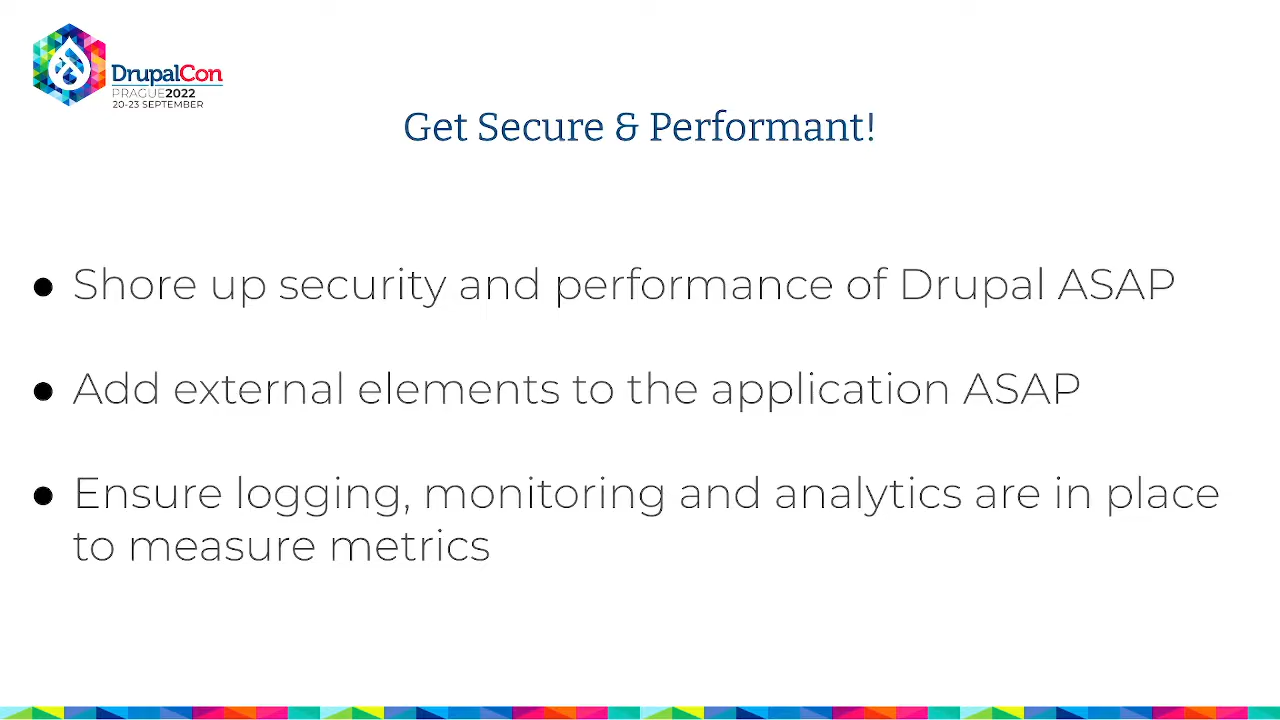 DrupalCon
PRAGUE2022
20-23 SEPTEMBER
Get Secure & Performant!
● Shore up security and performance of Drupal ASAP
● Add external elements to the application ASAP
● Ensure logging, monitoring and analytics are in place
to measure metrics